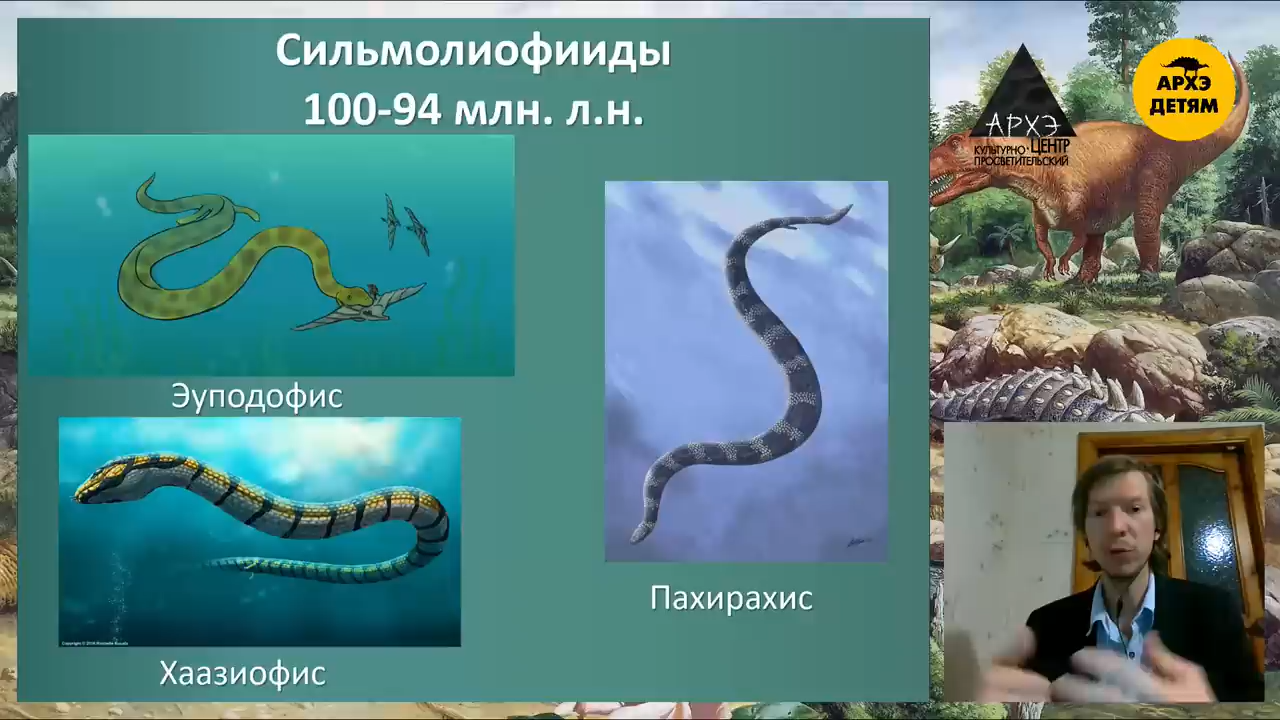 Сильмолиофииды
100-94 млн. л.н.
Эуподофис
Хаазиофис
Пахирахис
АРХЭ
КУЛЬТУРНО-ЦЕНТР
ПРОСВЕТИТЕЛЬСКИЙ
АРХЭ
ДЕТЯМ